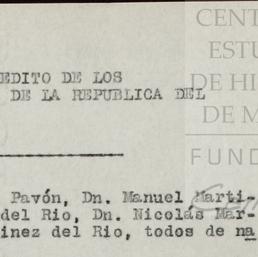 CENT
ESTU
DE HI
DE M
FUND
EDITO DE LOS
DE LA REPUBLICA DEL
Pavón, Dn. Manuel Marti-
del Rio, Dn. Nicolás Mar-
inez del Rio, todos de na